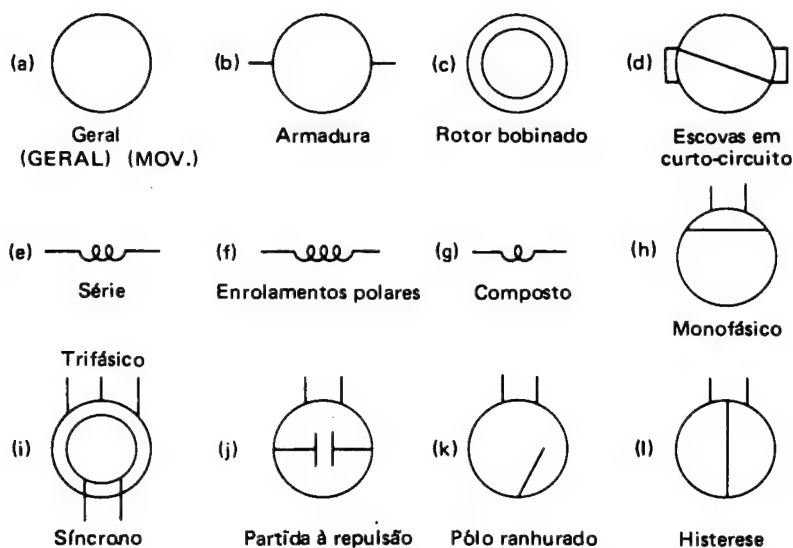 (a)
Geral
(GERAL) (MOV.)
(b)
Armadura
(c)
Rotor bobinado
(d)
Escovas em
curto-circuito
(e)
Série
(f)
Enrolamentos polares
(g)
Composto
(h)
Monofásico
Trifásico
(i)
Síncrono
(j)
Partida à repulsão
(k)
Pólo ranhurado
(l)
Histerese